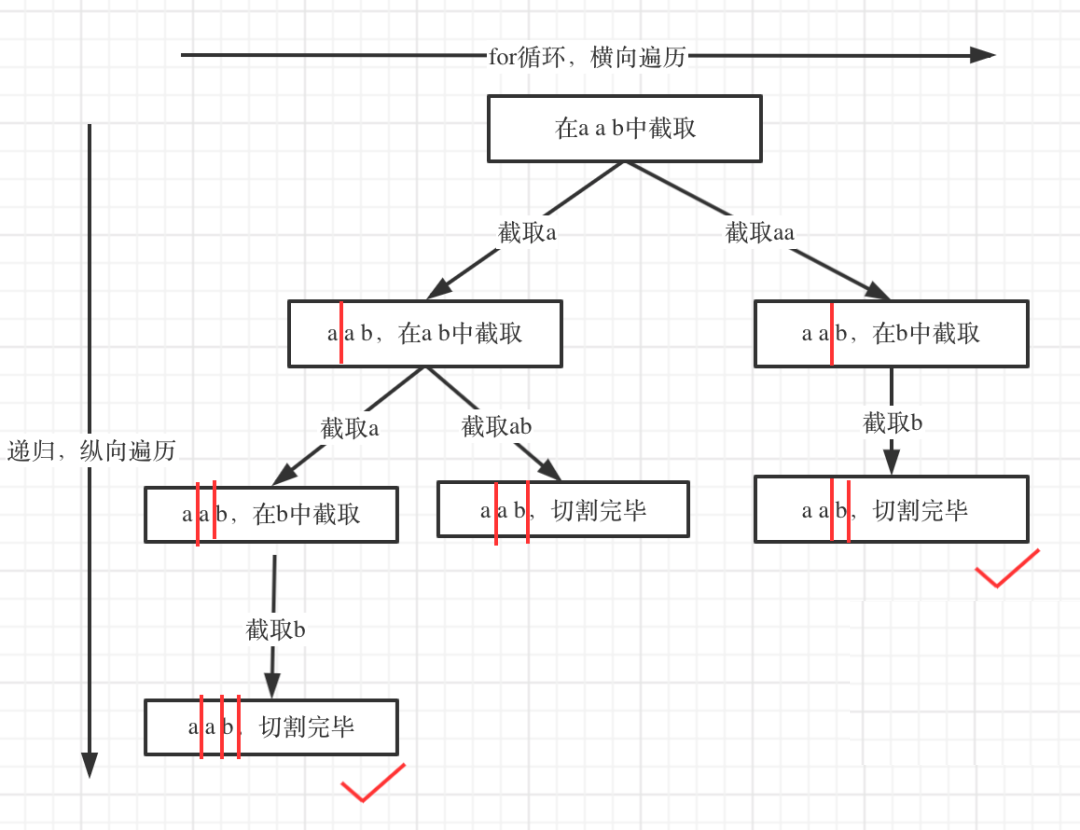 for循环，横向遍历
在a a b中截取
截取a
截取aa
a a b，在a b中截取
a a b，在b中截取
截取a
截取ab
截取b
递归，纵向遍历
a a b，在b中截取
a a b，切割完毕
a a b，切割完毕
截取b
a a b，切割完毕